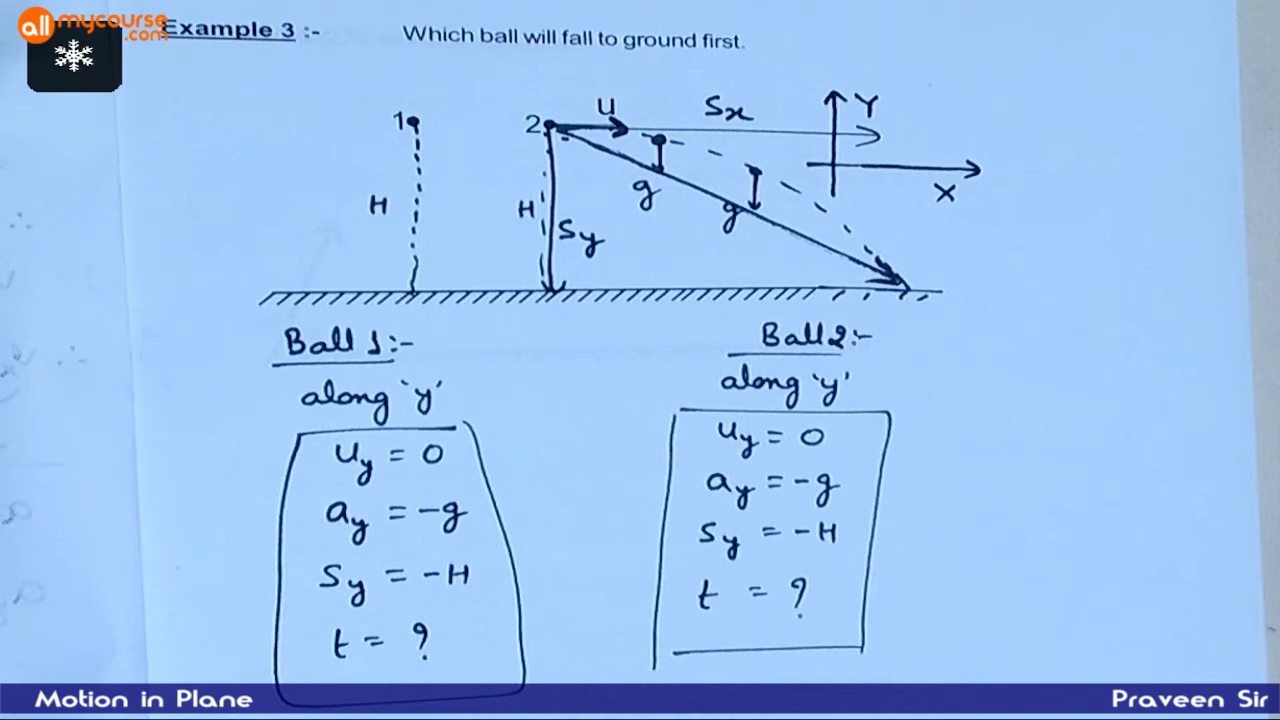 allmycourse.com
Example 3 :-
Which ball will fall to ground first.
1
2
u
Sx
Y
X
H
H
Sy
g
g
Ball 1:-
along 'y'
uy = 0
ay = -g
Sy = -H
t = ?
Ball 2:-
along 'y'
uy = 0
ay = -g
Sy = -H
t = ?
Motion in Plane
Praveen Sir